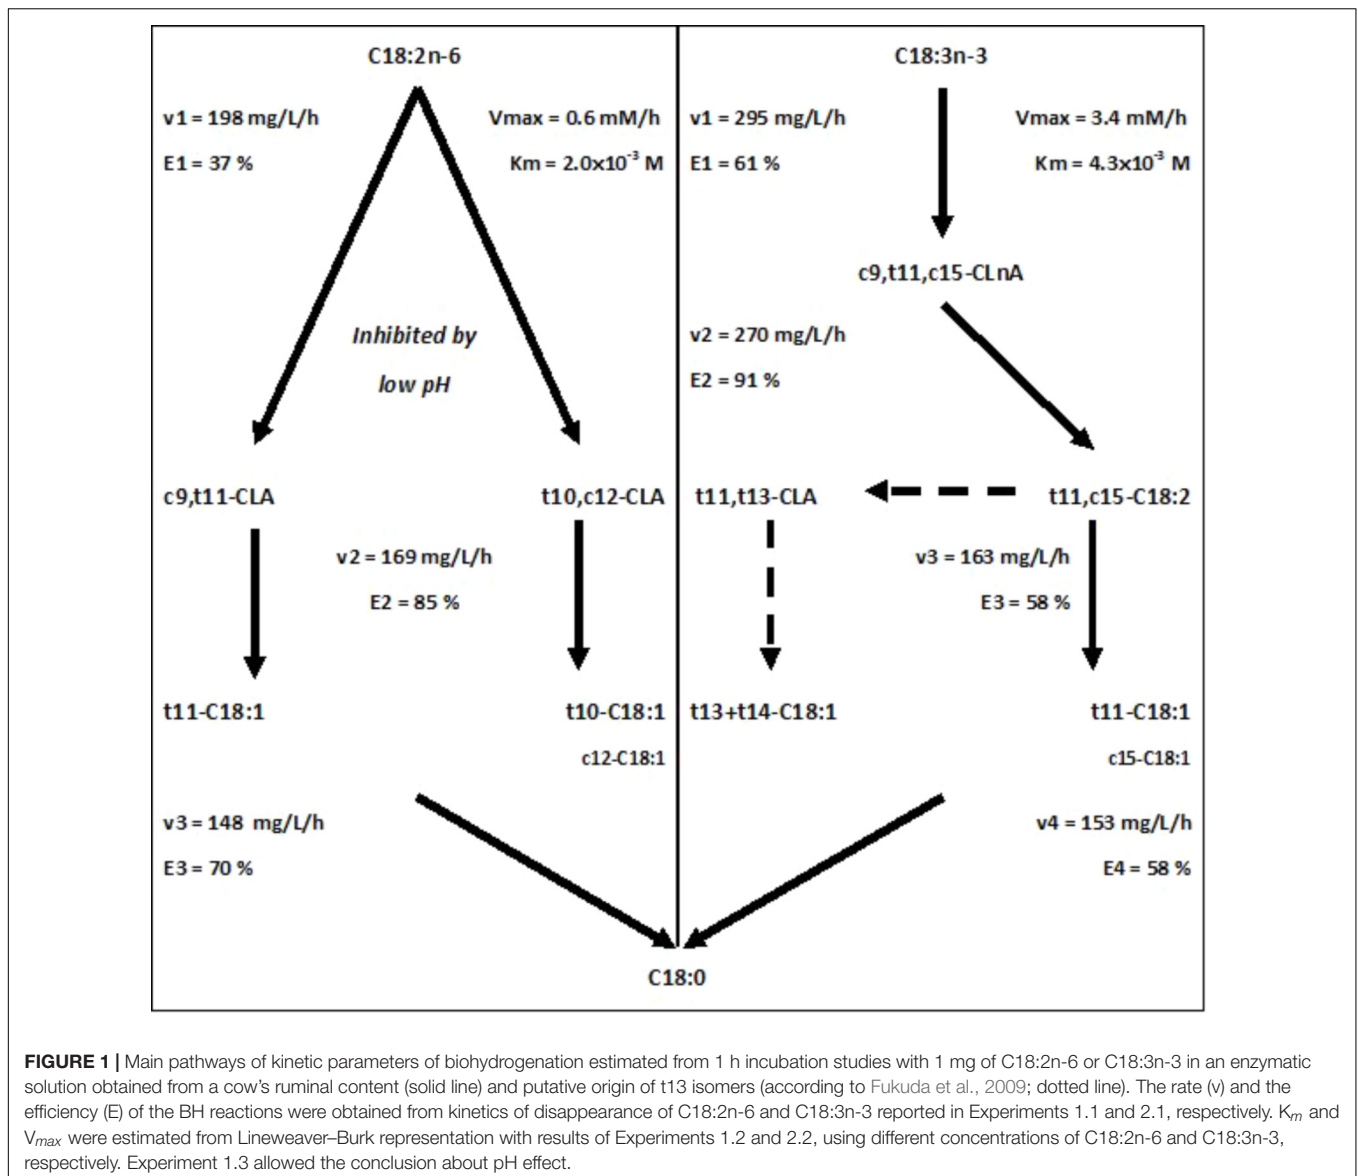 C18:2n-6
C18:3n-3
v1 = 198 mg/L/h
Vmax = 0.6 mM/h
v1 = 295 mg/L/h
Vmax = 3.4 mM/h
E1 = 37 %
Km = 2.0x10⁻³ M
E1 = 61 %
Km = 4.3x10⁻³ M
c9,t11,c15-CLnA
Inhibited by
low pH
v2 = 270 mg/L/h
E2 = 91 %
c9,t11-CLA
t10,c12-CLA
t11,t13-CLA
t11,c15-C18:2
v2 = 169 mg/L/h
E2 = 85 %
v3 = 163 mg/L/h
E3 = 58 %
t11-C18:1
t10-C18:1
c12-C18:1
t13+t14-C18:1
t11-C18:1
c15-C18:1
v3 = 148 mg/L/h
E3 = 70 %
v4 = 153 mg/L/h
E4 = 58 %
C18:0
FIGURE 1 | Main pathways of kinetic parameters of biohydrogenation estimated from 1 h incubation studies with 1 mg of C18:2n-6 or C18:3n-3 in an enzymatic
solution obtained from a cow's ruminal content (solid line) and putative origin of t13 isomers (according to Fukuda et al., 2009; dotted line). The rate (v) and the
efficiency (E) of the BH reactions were obtained from kinetics of disappearance of C18:2n-6 and C18:3n-3 reported in Experiments 1.1 and 2.1, respectively. Km and
Vmax were estimated from Lineweaver–Burk representation with results of Experiments 1.2 and 2.2, using different concentrations of C18:2n-6 and C18:3n-3,
respectively. Experiment 1.3 allowed the conclusion about pH effect.